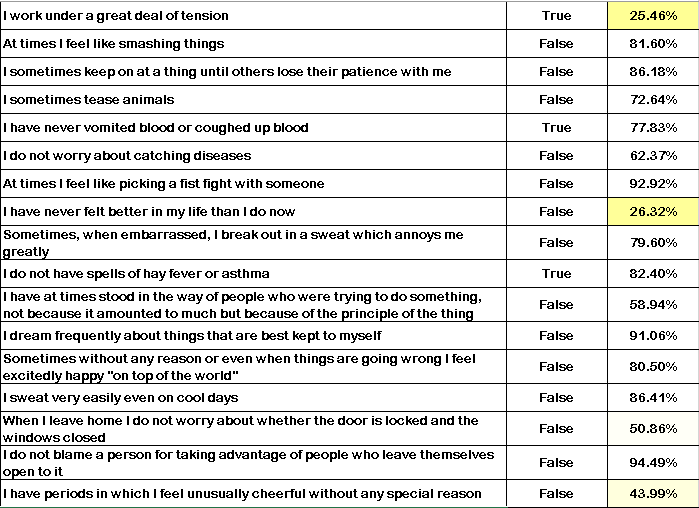 I work under a great deal of tension True 25.46%
At times I feel like smashing things False 81.60%
I sometimes keep on at a thing until others lose their patience with me False 86.18%
I sometimes tease animals False 72.64%
I have never vomited blood or coughed up blood True 77.83%
I do not worry about catching diseases False 62.37%
At times I feel like picking a fist fight with someone False 92.92%
I have never felt better in my life than I do now False 26.32%
Sometimes, when embarrassed, I break out in a sweat which annoys me
greatly False 79.60%
I do not have spells of hay fever or asthma True 82.40%
I have at times stood in the way of people who were trying to do something,
not because it amounted to much but because of the principle of the thing False 58.94%
I dream frequently about things that are best kept to myself False 91.06%
Sometimes without any reason or even when things are going wrong I feel
excitedly happy "on top of the world" False 80.50%
I sweat very easily even on cool days False 86.41%
When I leave home I do not worry about whether the door is locked and the
windows closed False 50.86%
I do not blame a person for taking advantage of people who leave themselves
open to it False 94.49%
I have periods in which I feel unusually cheerful without any special reason False 43.99%